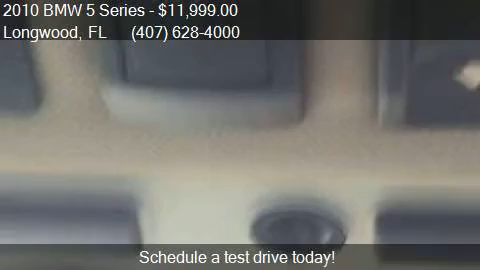 2010 BMW 5 Series - $11,999.00
Longwood, FL (407) 628-4000
Schedule a test drive today!